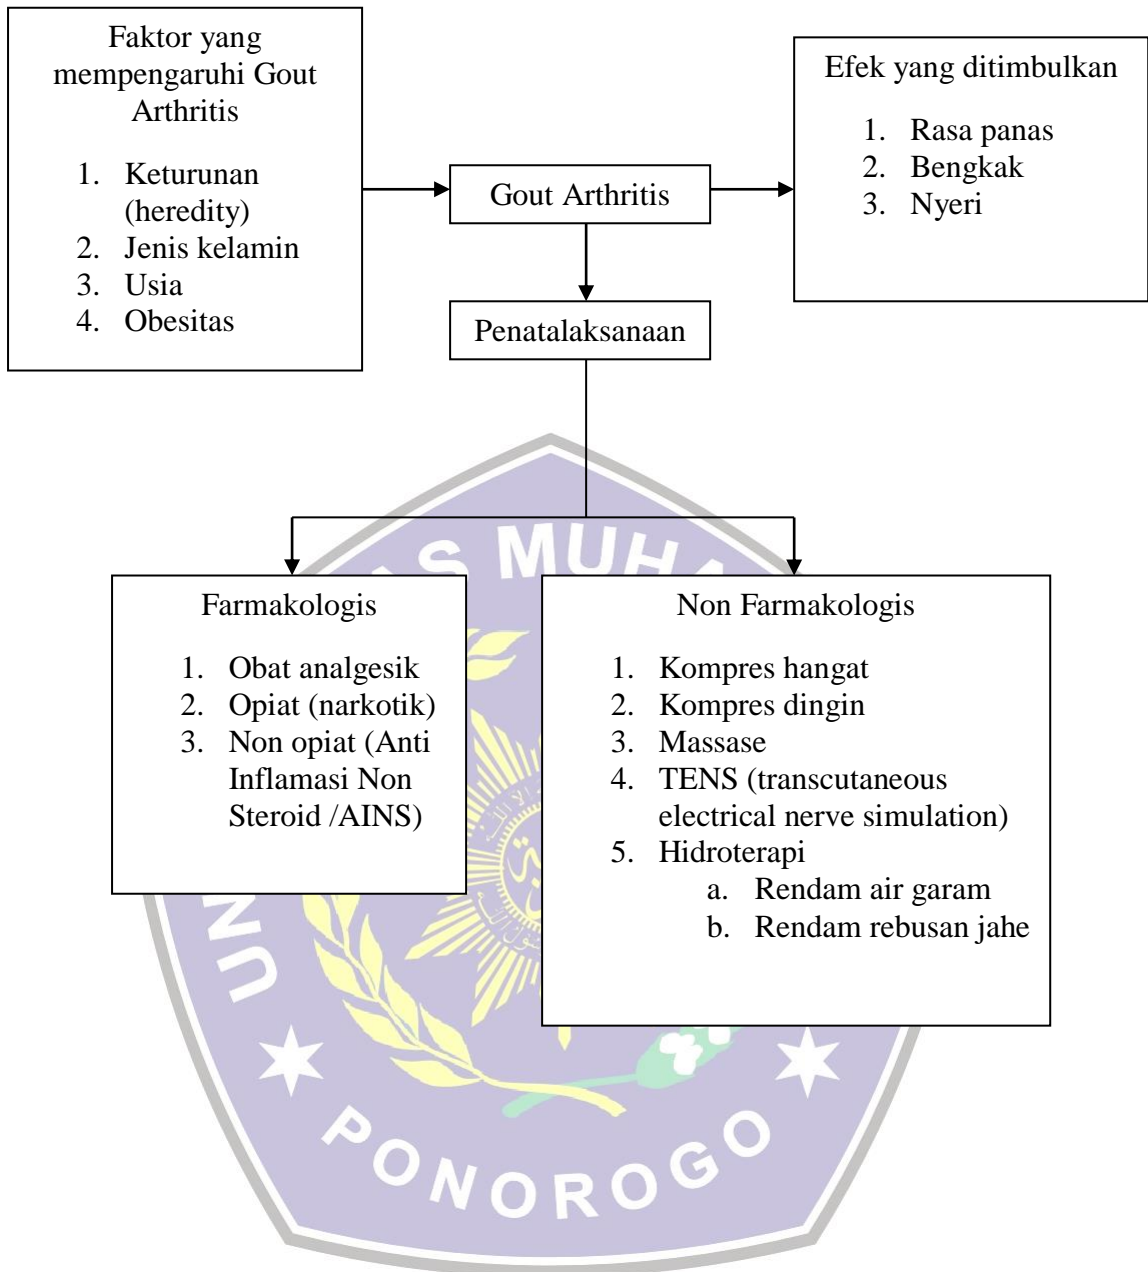 Faktor yang
mempengaruhi Gout
Arthritis
1. Keturunan
(heredity)
2. Jenis kelamin
3. Usia
4. Obesitas
Gout Arthritis
Efek yang ditimbulkan
1. Rasa panas
2. Bengkak
3. Nyeri
Penatalaksanaan
Farmakologis
1. Obat analgesik
2. Opiat (narkotik)
3. Non opiat (Anti
Inflamasi Non
Steroid /AINS)
Non Farmakologis
1. Kompres hangat
2. Kompres dingin
3. Massase
4. TENS (transcutaneous
electrical nerve simulation)
5. Hidroterapi
a. Rendam air garam
b. Rendam rebusan jahe
PONOROGO